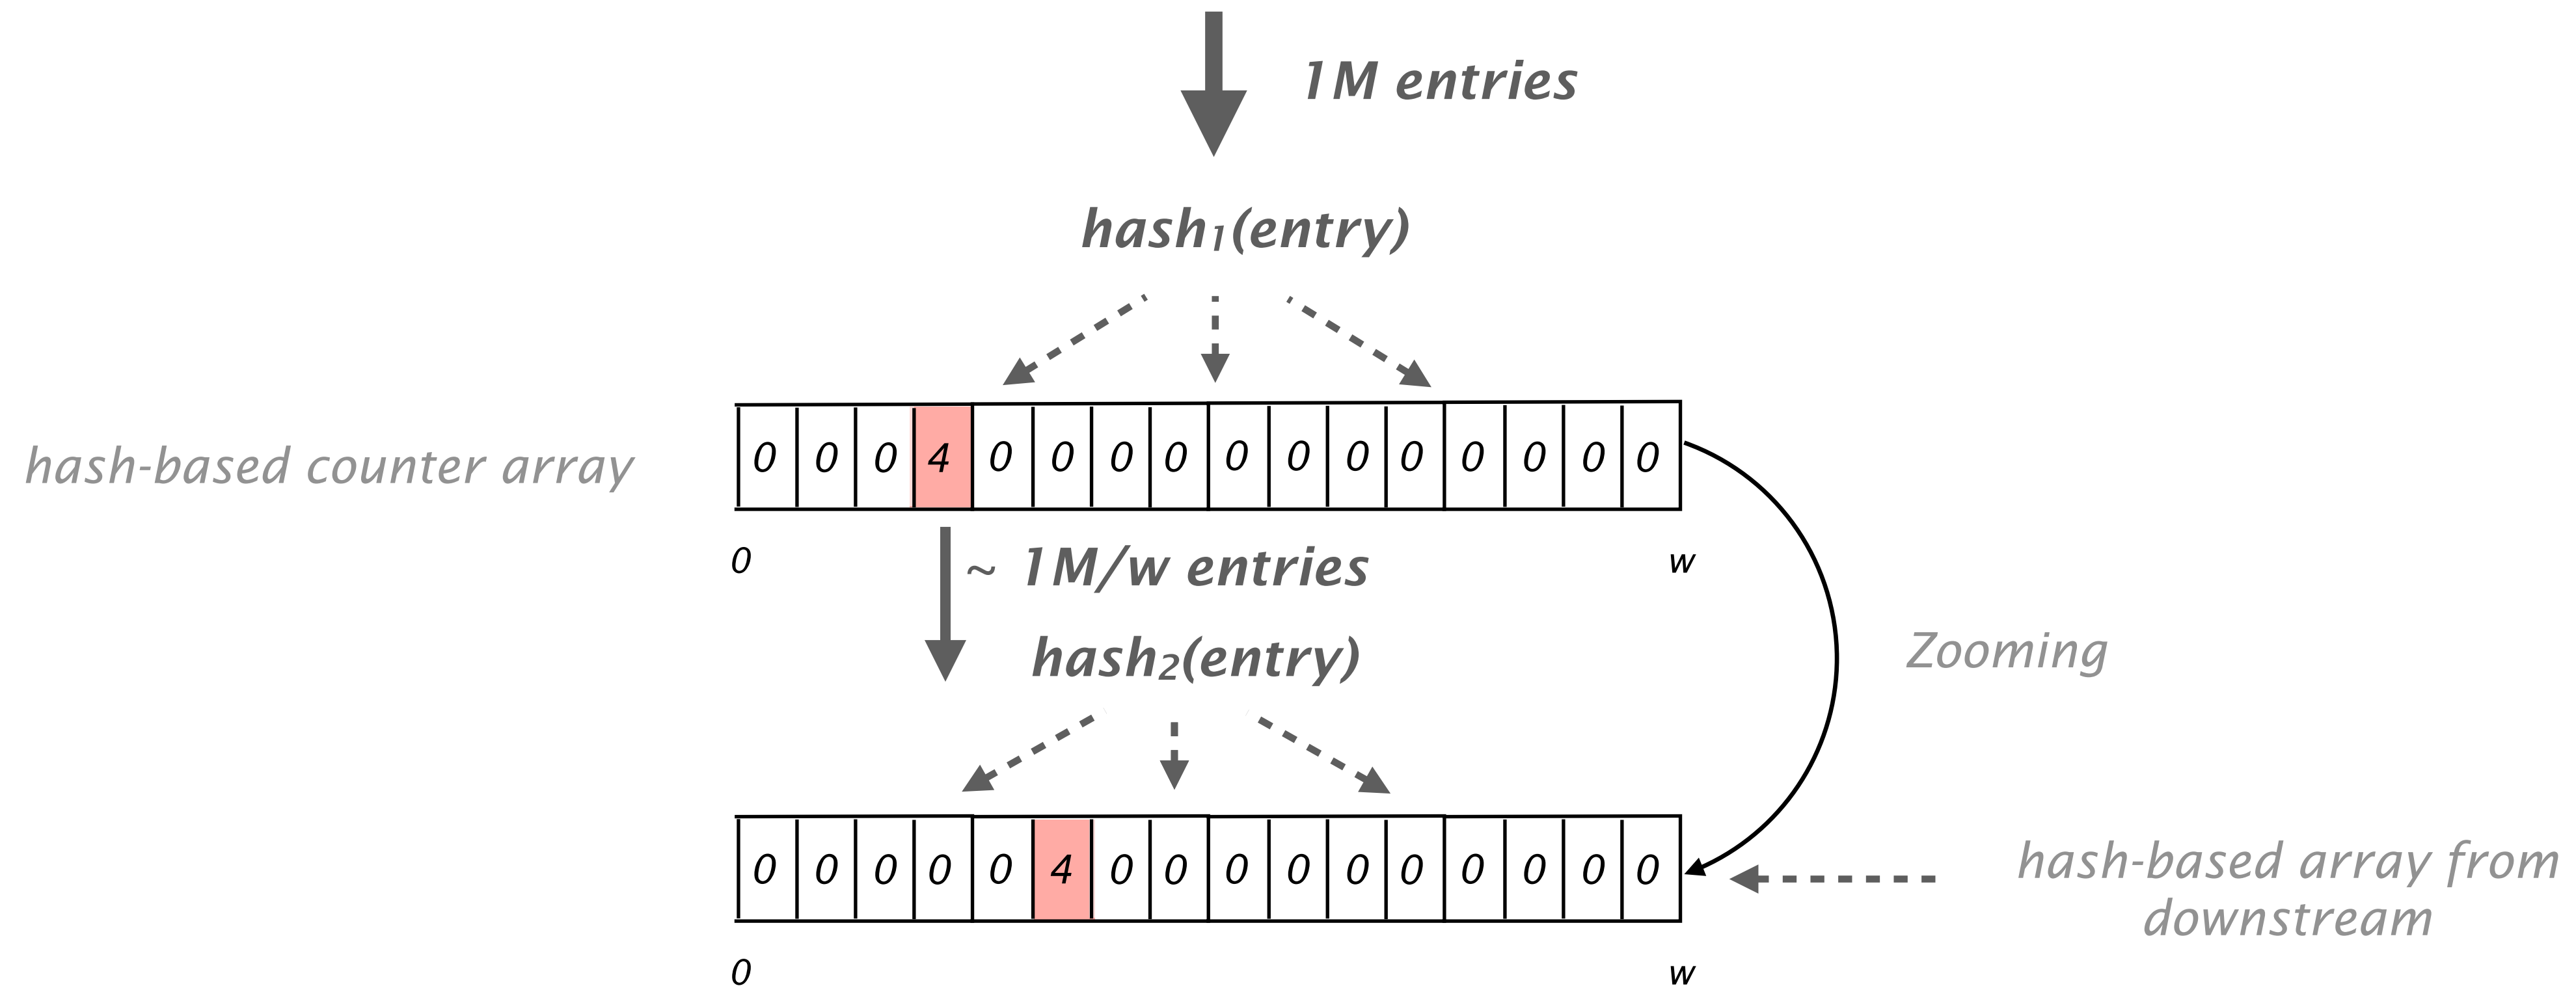 1M entries
hash₁(entry)
hash-based counter array
0 0 0 4 0 0 0 0 0 0 0 0 0 0 0 0
0 w
~ 1M/w entries
hash₂(entry)
Zooming
0 0 0 0 0 4 0 0 0 0 0 0 0 0 0 0
hash-based array from
downstream
0 w